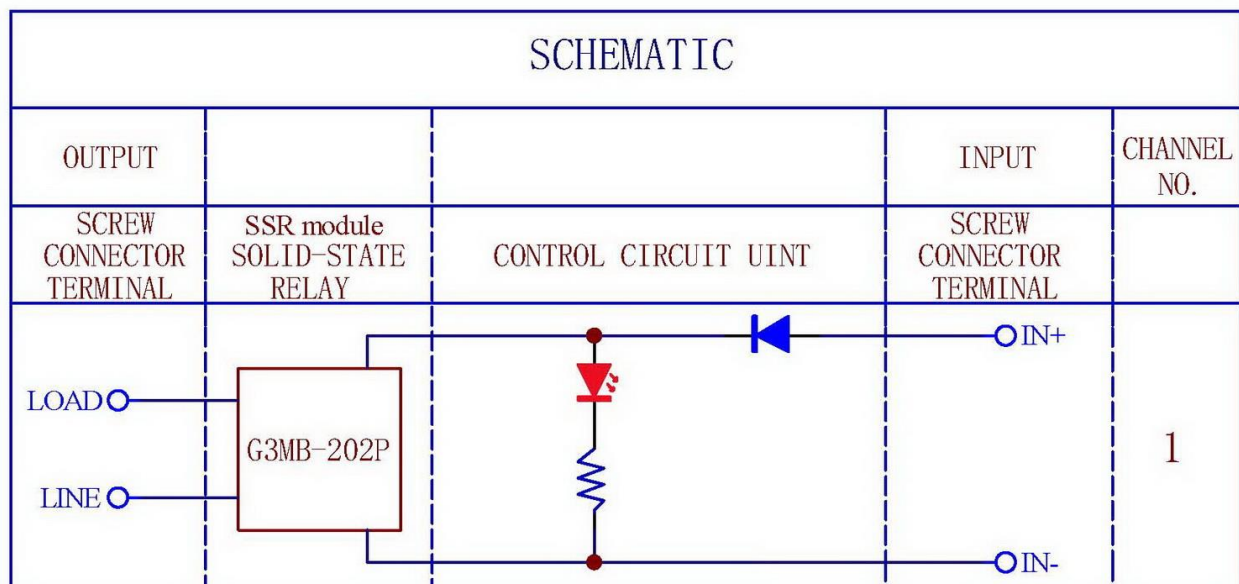 SCHEMATIC
OUTPUT
INPUT
CHANNEL
NO.
SCREW
CONNECTOR
TERMINAL
SSR module
SOLID-STATE
RELAY
CONTROL CIRCUIT UINT
SCREW
CONNECTOR
TERMINAL
IN+
LOAD
G3MB-202P
1
LINE
IN-